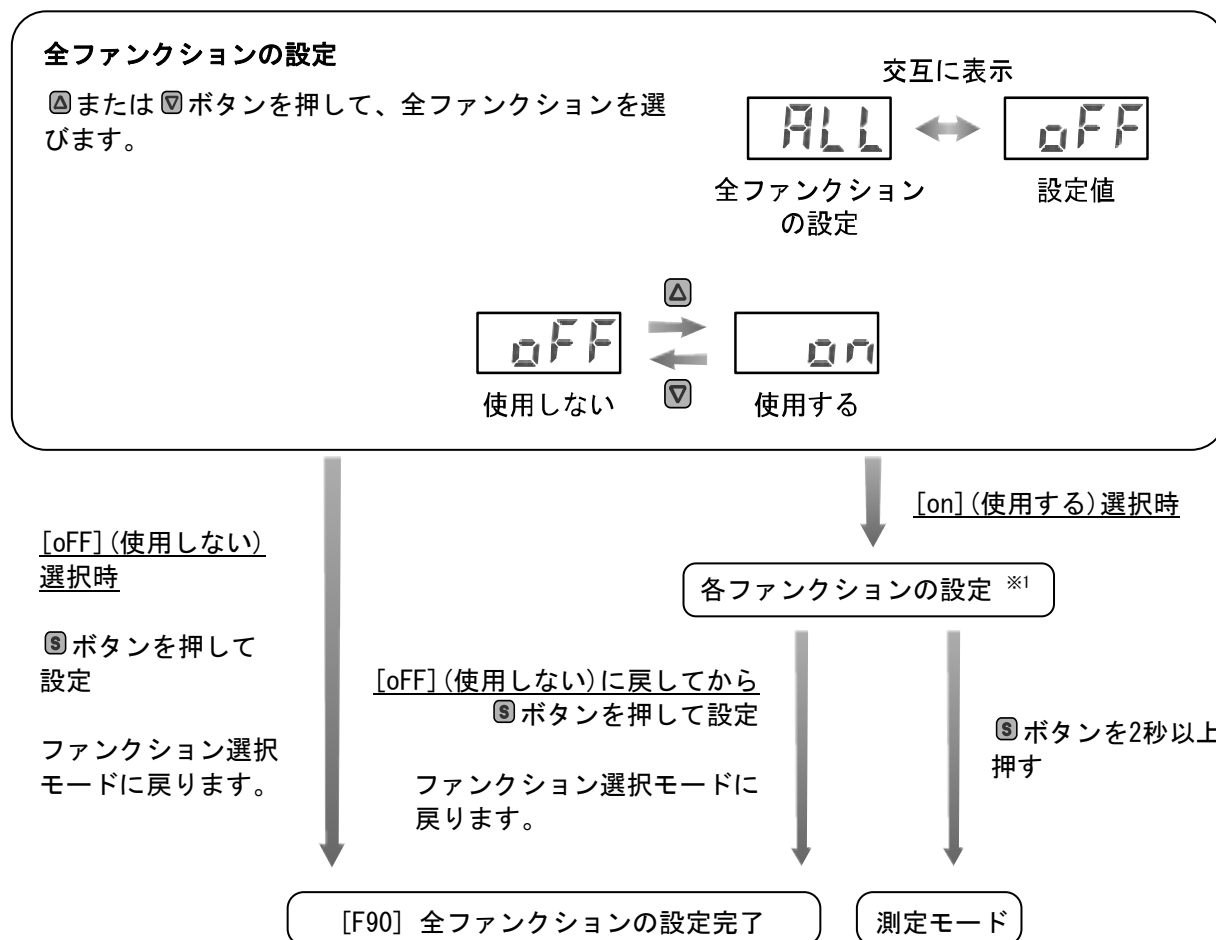 全ファンクションの設定
△または▽ボタンを押して、全ファンクションを選
びます。
交互に表示
ALL
oFF
全ファンクション
の設定
設定値
△
oFF
on
▽
使用しない
使用する
[on](使用する)選択時
[oFF](使用しない)
選択時
各ファンクションの設定 ※1
Sボタンを押して
設定
[oFF](使用しない)に戻してから
Sボタンを押して設定
Sボタンを2秒以上
押す
ファンクション選択
モードに戻ります。
ファンクション選択モードに
戻ります。
[F90] 全ファンクションの設定完了
測定モード